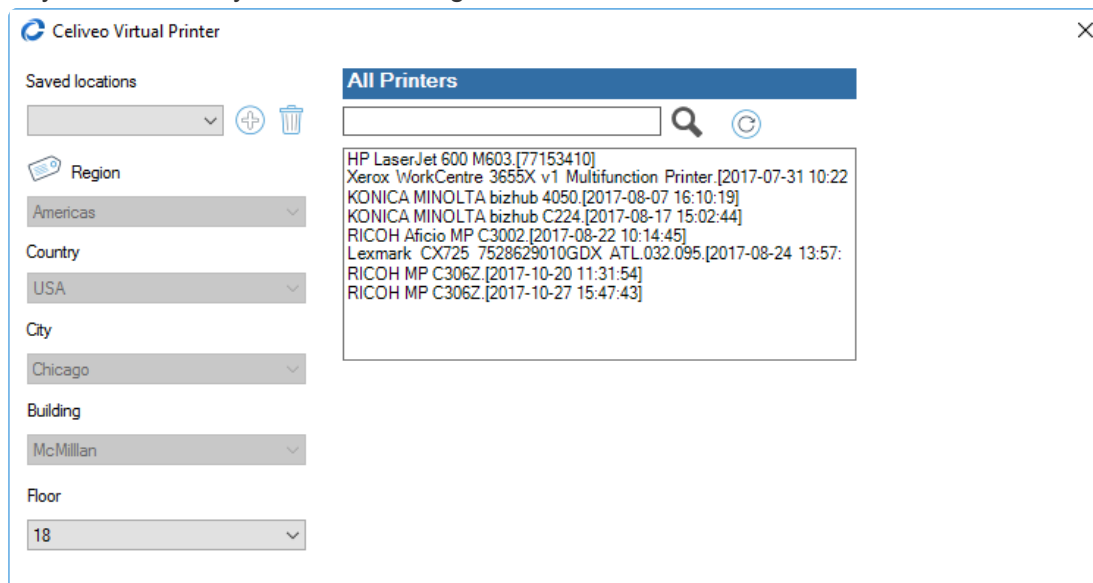 Celiveo Virtual Printer
Saved locations
Region
Americas
Country
USA
City
Chicago
Building
McMilllan
Floor
18
All Printers
HP LaserJet 600 M603.[77153410]
Xerox WorkCentre 3655X v1 Multifunction Printer.[2017-07-31 10:22
KONICA MINOLTA bizhub 4050.[2017-08-07 16:10:19]
KONICA MINOLTA bizhub C224.[2017-08-17 15:02:44]
RICOH Aficio MP C3002.[2017-08-22 10:14:45]
Lexmark CX725 7528629010GDX ATL.032.095.[2017-08-24 13:57:
RICOH MP C306Z.[2017-10-20 11:31:54]
RICOH MP C306Z.[2017-10-27 15:47:43]